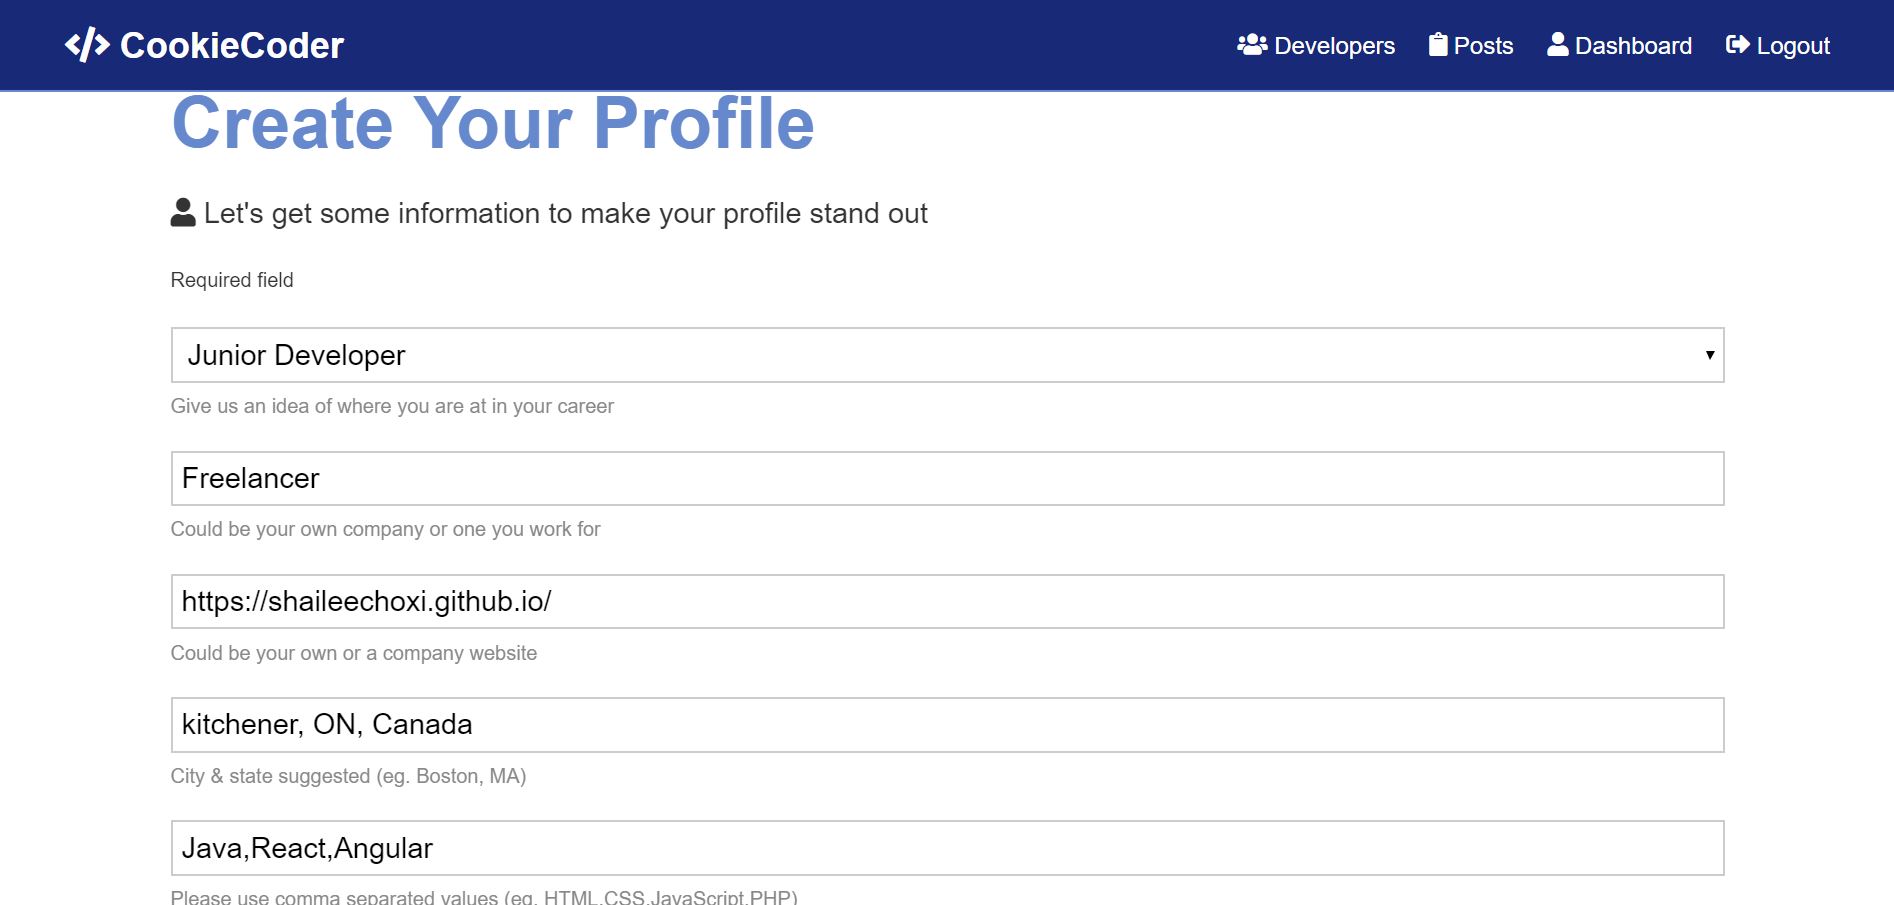 CookieCoder
Developers Posts Dashboard Logout
Create Your Profile
Let's get some information to make your profile stand out
Required field
Junior Developer
Give us an idea of where you are at in your career
Freelancer
Could be your own company or one you work for
https://shaileechoxi.github.io/
Could be your own or a company website
kitchener, ON, Canada
City & state suggested (eg. Boston, MA)
Java,React,Angular
Please use comma separated values (eg. HTML,CSS,JavaScript,PHP)